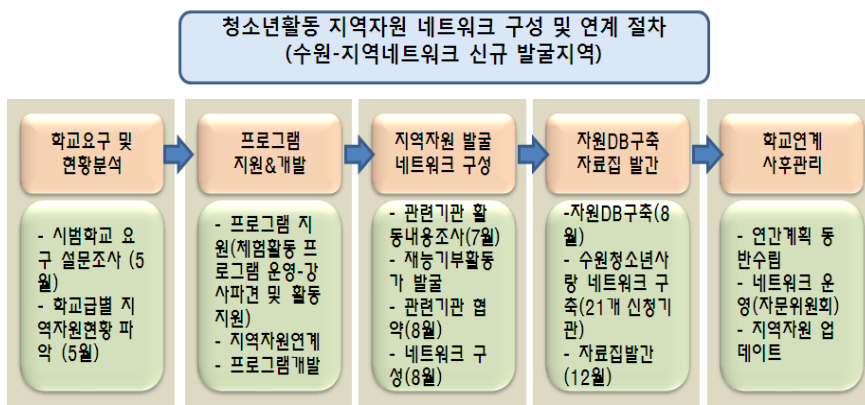 청소년활동 지역자원 네트워크 구성 및 연계 절차
(수원-지역네트워크 신규 발굴지역)
학교요구 및
현황분석
- 시범학교 요
구 설문조사 (5
월)
- 학교급별 지
역자원현황 파
악 (5월)
프로그램
지원&개발
- 프로그램 지
원(체험활동 프
로그램 운영-강
사파견 및 활동
지원)
- 지역자원연계
- 프로그램개발
지역자원 발굴
네트워크 구성
- 관련기관 활
동내용조사(7월)
- 재능기부활동
가 발굴
- 관련기관 협
약(8월)
- 네트워크 구
성(8월)
자원DB구축
자료집 발간
-자원DB구축(8
월)
- 수원청소년사
랑 네트워크 구
축(21개 신청기
관)
- 자료집발간
(12월)
학교연계
사후관리
- 연간계획 동
반수립
- 네트워크 운
영(자문위원회)
- 지역자원 업
데이트